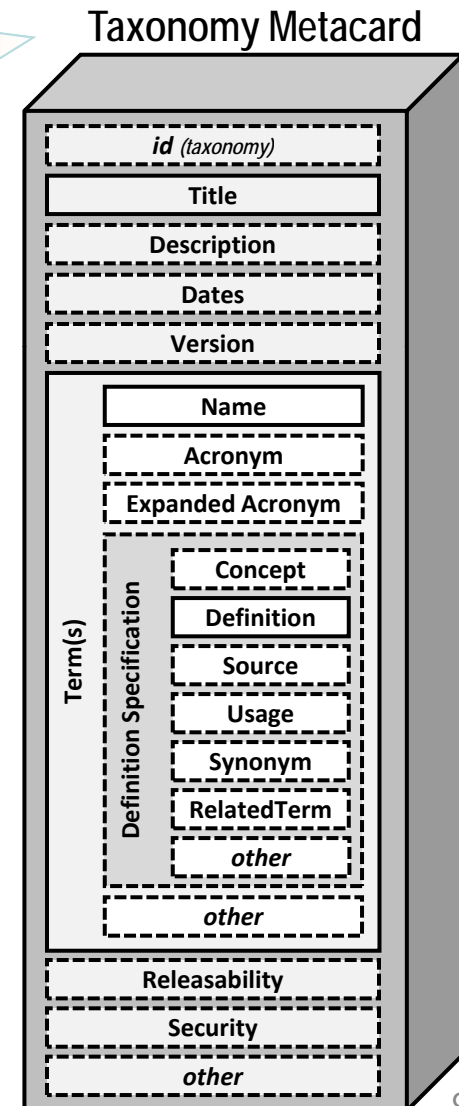 Taxonomy Metacard
id (taxonomy)
Title
Description
Dates
Version
Term(s)
Name
Acronym
Expanded Acronym
Definition Specification
Concept
Definition
Source
Usage
Synonym
RelatedTerm
other
other
Releasability
Security
other